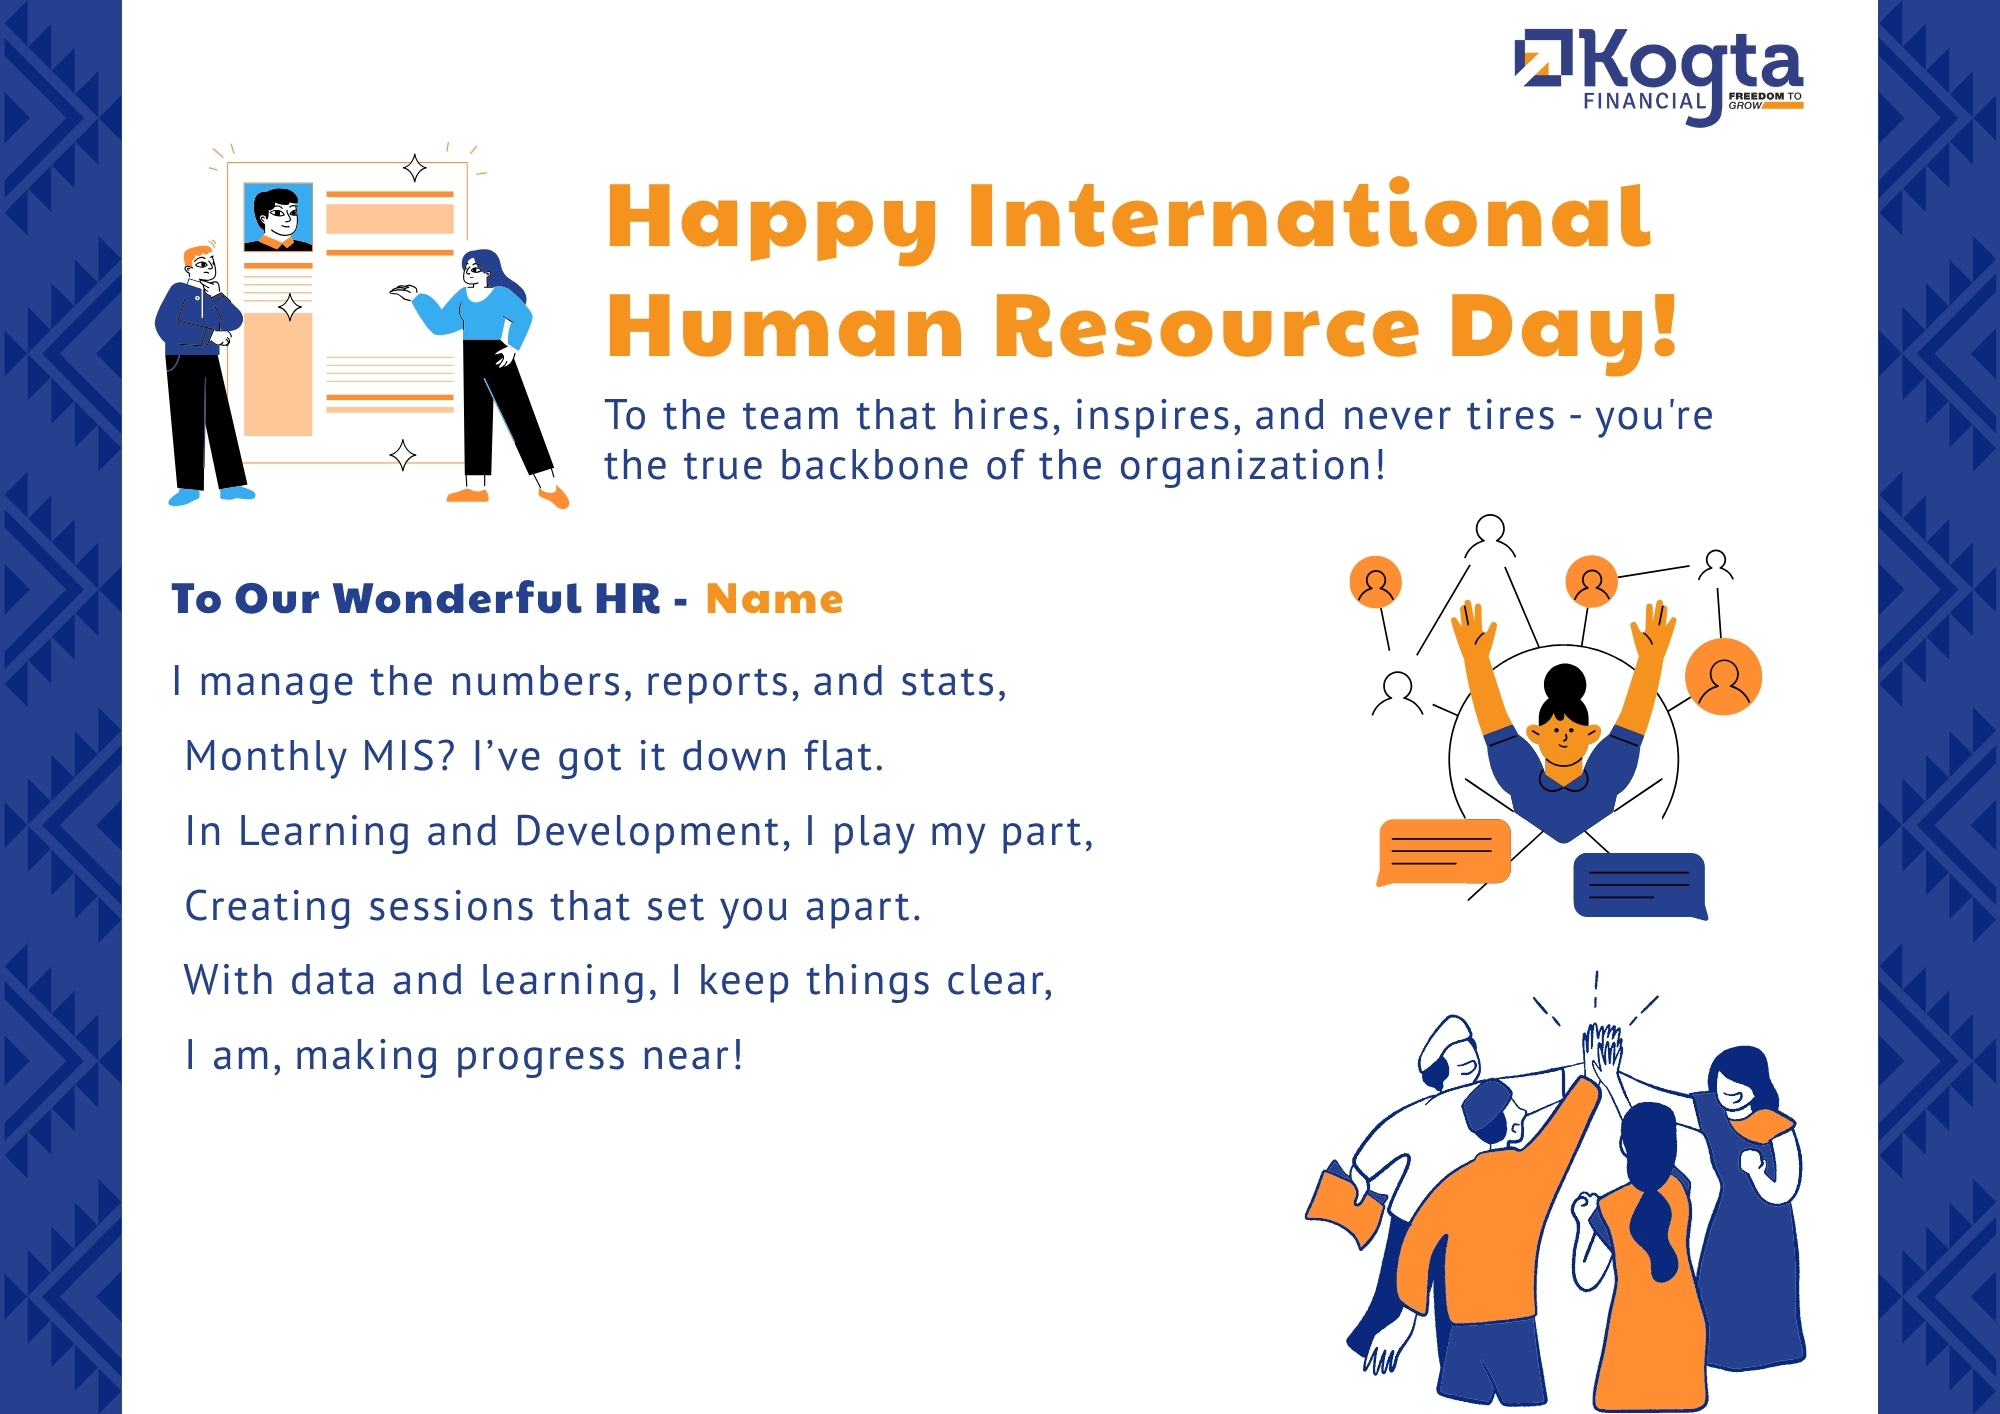 Kogta
FINANCIAL
FREEDOM TO
GROW
Happy International
Human Resource Day!
To the team that hires, inspires, and never tires - you're
the true backbone of the organization!
To Our Wonderful HR - Name
I manage the numbers, reports, and stats,
Monthly MIS? I’ve got it down flat.
In Learning and Development, I play my part,
Creating sessions that set you apart.
With data and learning, I keep things clear,
I am, making progress near!